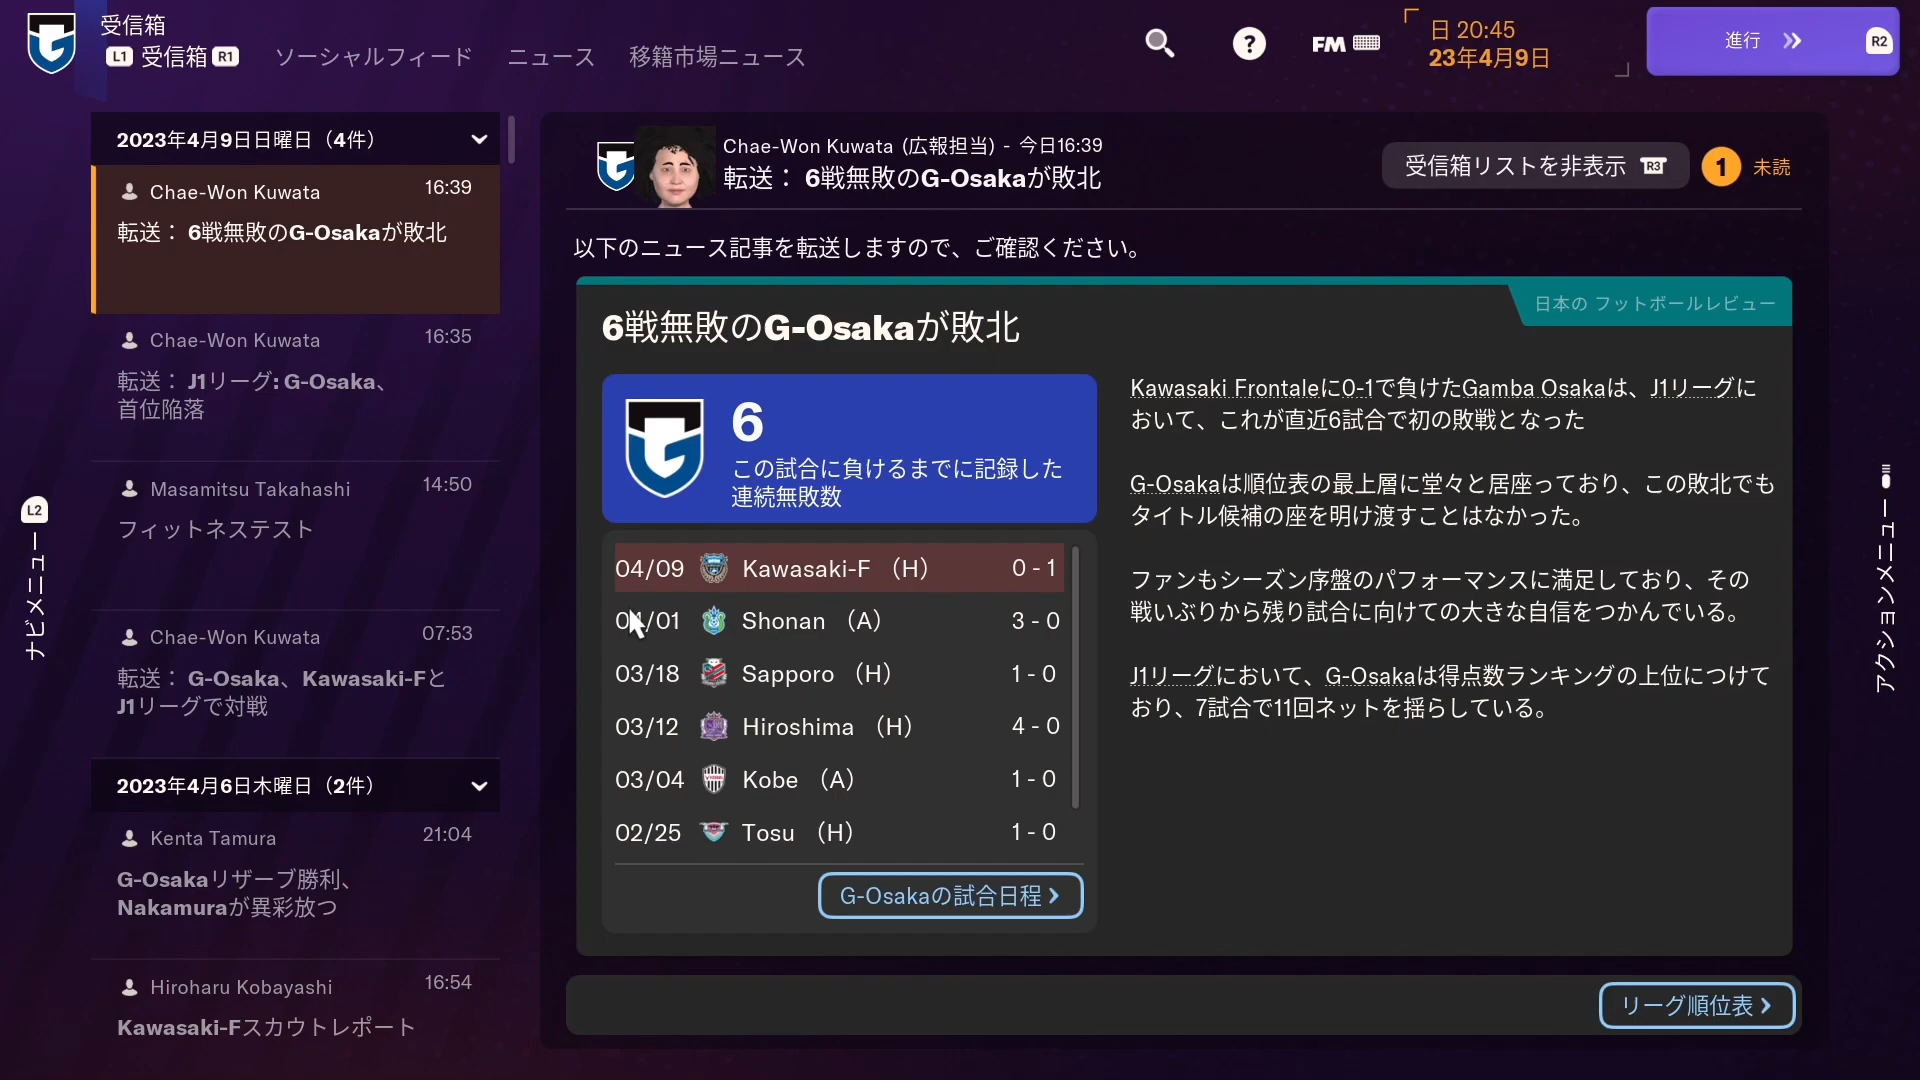 受信箱
L1 受信箱 R1 ソーシャルフィード ニュース 移籍市場ニュース
?
FM
日 20:45
23年4月9日
進行 R2
2023年4月9日日曜日（4件）
Chae-Won Kuwata 16:39
転送： 6戦無敗のG-Osakaが敗北
Chae-Won Kuwata 16:35
転送： J1リーグ: G-Osaka、
首位陥落
Masamitsu Takahashi 14:50
フィットネステスト
Chae-Won Kuwata 07:53
転送： G-Osaka、Kawasaki-Fと
J1リーグで対戦
2023年4月6日木曜日（2件）
Kenta Tamura 21:04
G-Osakaリザーブ勝利、
Nakamuraが異彩放つ
Hiroharu Kobayashi 16:54
Kawasaki-Fスカウトレポート
L2
ナビメニュー
Chae-Won Kuwata (広報担当) - 今日16:39
転送： 6戦無敗のG-Osakaが敗北
受信箱リストを非表示 R3
1 未読
以下のニュース記事を転送しますので、ご確認ください。
日本の フットボールレビュー
6戦無敗のG-Osakaが敗北
6
この試合に負けるまでに記録した
連続無敗数
04/09 Kawasaki-F （H） 0 - 1
04/01 Shonan （A） 3 - 0
03/18 Sapporo （H） 1 - 0
03/12 Hiroshima （H） 4 - 0
03/04 Kobe （A） 1 - 0
02/25 Tosu （H） 1 - 0
G-Osakaの試合日程
Kawasaki Frontaleに0-1で負けたGamba Osakaは、J1リーグに
おいて、これが直近6試合で初の敗戦となった
G-Osakaは順位表の最上層に堂々と居座っており、この敗北でも
タイトル候補の座を明け渡すことはなかった。
ファンもシーズン序盤のパフォーマンスに満足しており、その
戦いぶりから残り試合に向けての大きな自信をつかんでいる。
J1リーグにおいて、G-Osakaは得点数ランキングの上位につけて
おり、7試合で11回ネットを揺らしている。
リーグ順位表
アクションメニュー